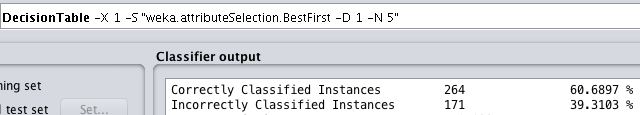 DecisionTable -X 1 -S "weka.attributeSelection.BestFirst -D 1 -N 5"
Classifier output
ning set
Correctly Classified Instances 264 60.6897 %
Incorrectly Classified Instances 171 39.3103 %
d test set Set...